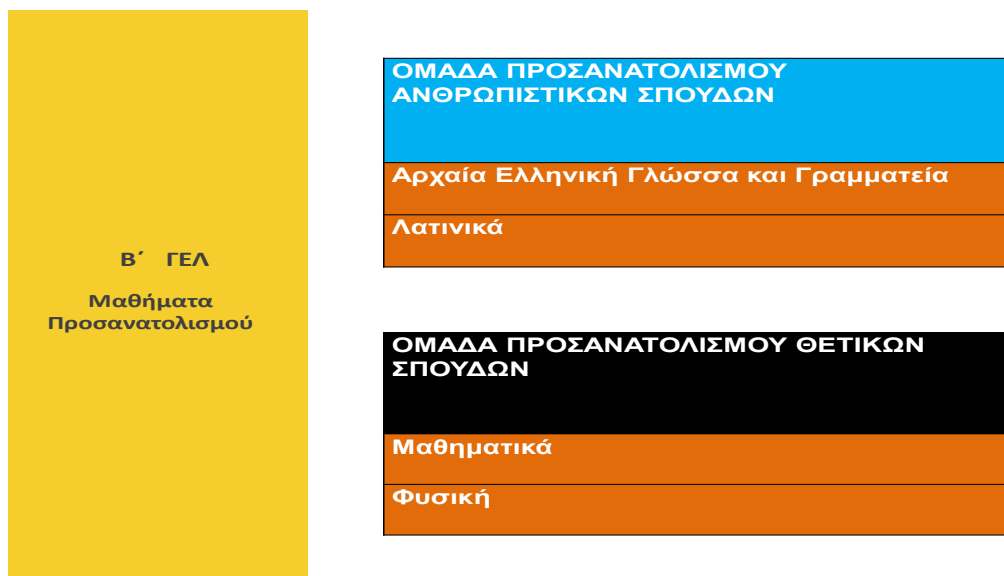 Β΄ ΓΕΛ
Μαθήματα
Προσανατολισμού
ΟΜΑΔΑ ΠΡΟΣΑΝΑΤΟΛΙΣΜΟΥ
ΑΝΘΡΩΠΙΣΤΙΚΩΝ ΣΠΟΥΔΩΝ
Αρχαία Ελληνική Γλώσσα και Γραμματεία
Λατινικά
ΟΜΑΔΑ ΠΡΟΣΑΝΑΤΟΛΙΣΜΟΥ ΘΕΤΙΚΩΝ
ΣΠΟΥΔΩΝ
Μαθηματικά
Φυσική